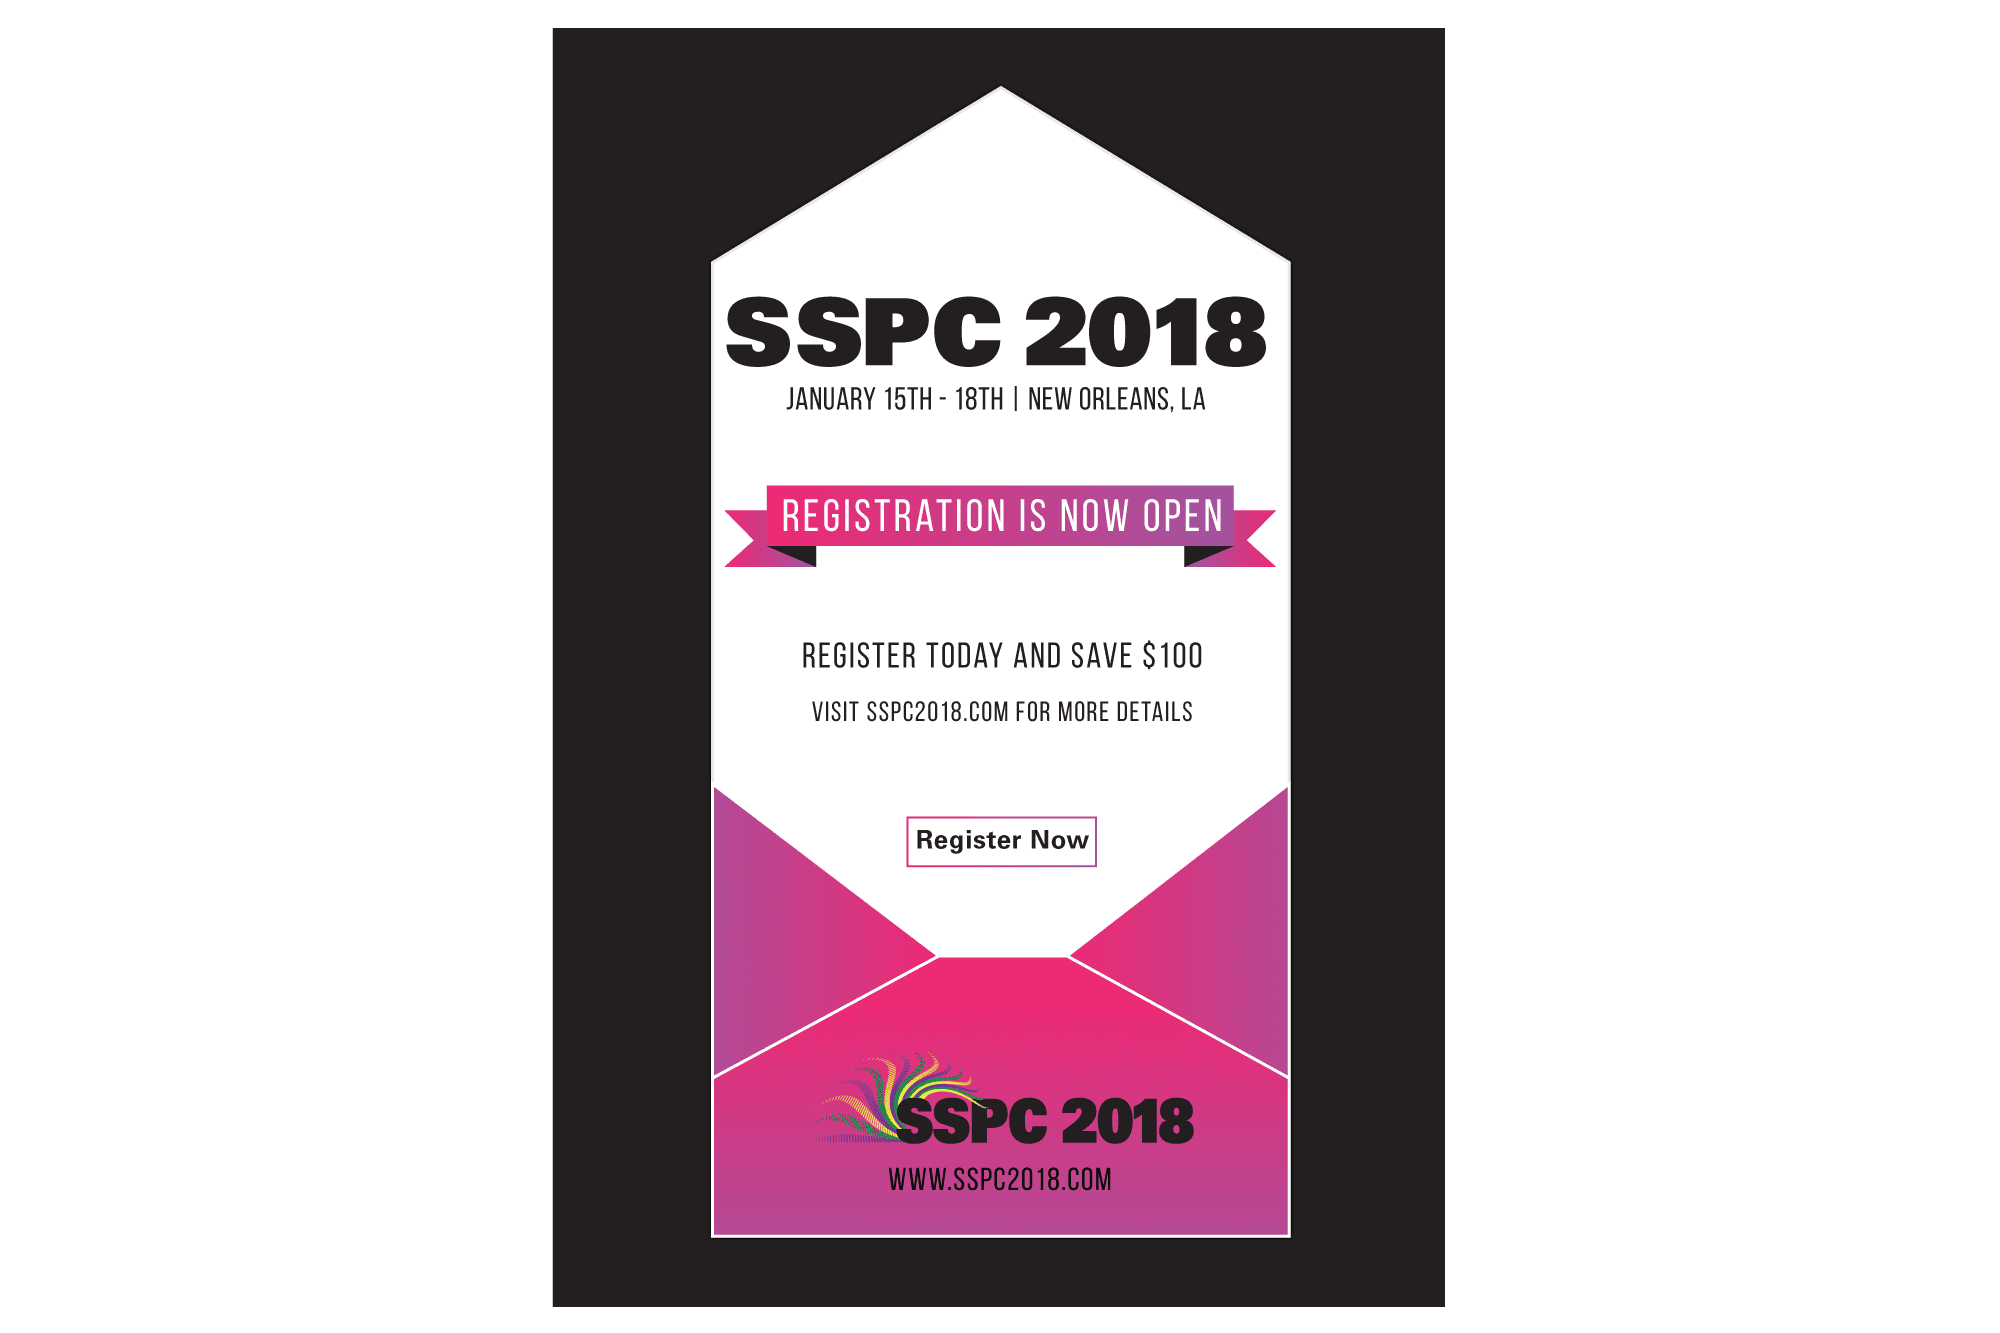 SSPC 2018
JANUARY 15TH - 18TH | NEW ORLEANS, LA
REGISTRATION IS NOW OPEN
REGISTER TODAY AND SAVE $100
VISIT SSPC2018.COM FOR MORE DETAILS
Register Now
SSPC 2018
WWW.SSPC2018.COM